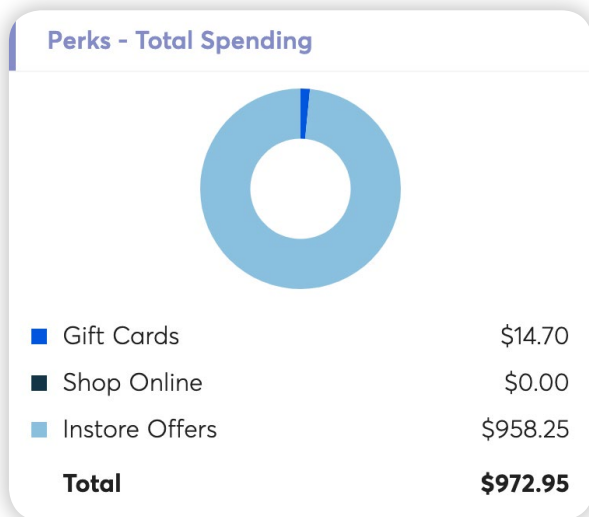 Perks - Total Spending
Gift Cards $14.70
Shop Online $0.00
Instore Offers $958.25
Total $972.95